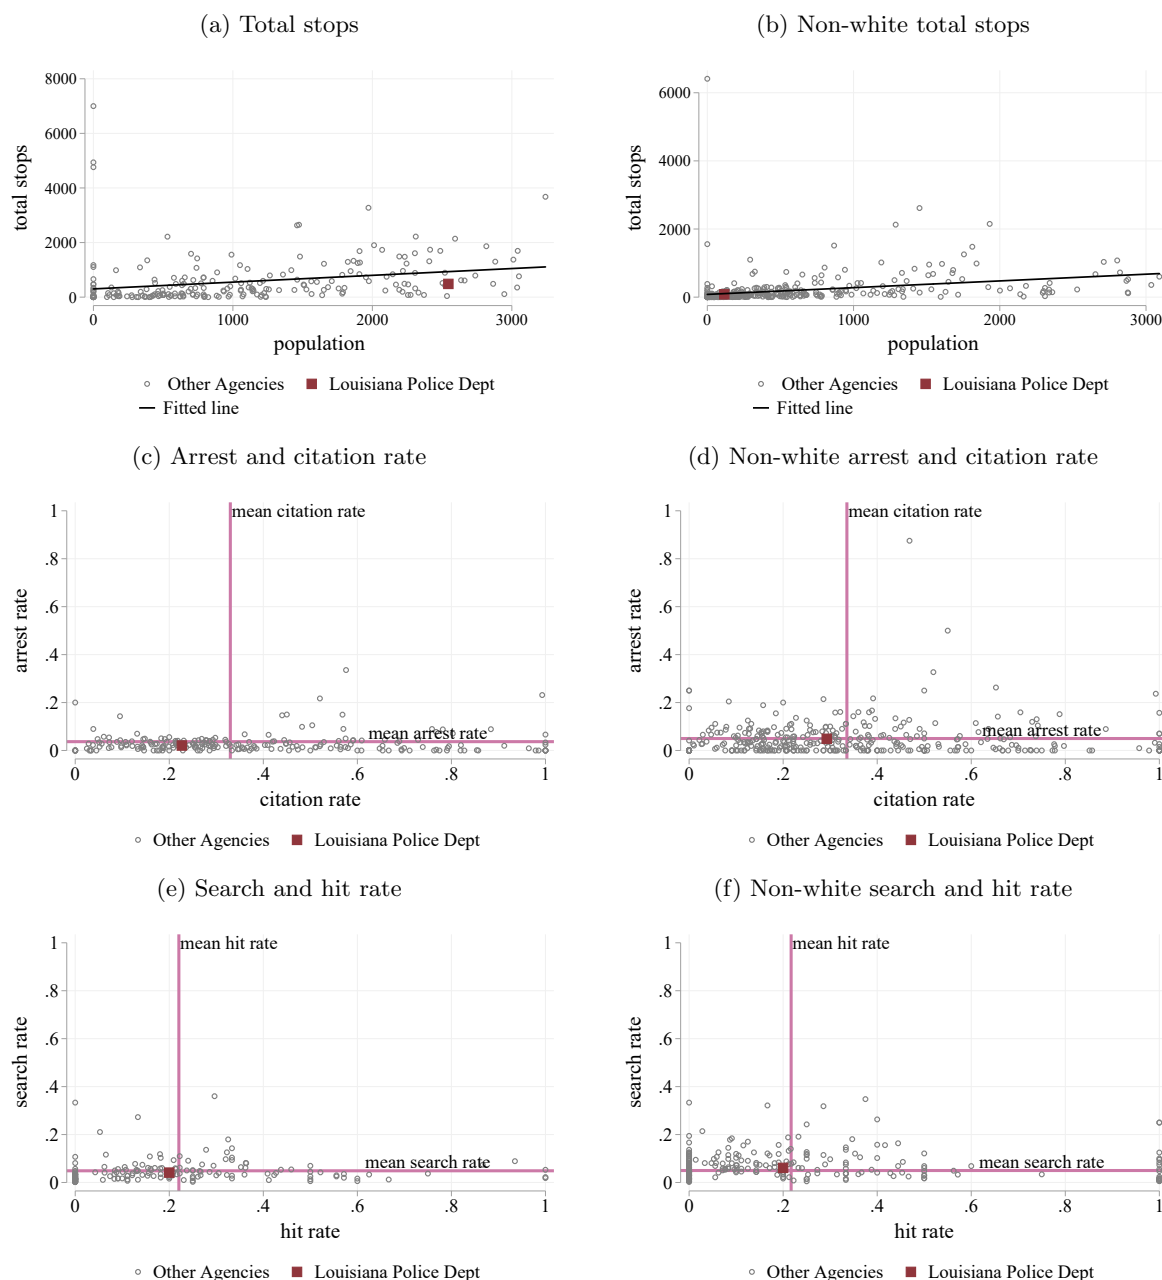 (a) Total stops
8000
6000
4000
2000
0
total stops
0 1000 2000 3000
population
Other Agencies Louisiana Police Dept
Fitted line
(b) Non-white total stops
6000
4000
2000
0
total stops
0 1000 2000 3000
population
Other Agencies Louisiana Police Dept
Fitted line
(c) Arrest and citation rate
1
.8
.6
.4
.2
0
arrest rate
mean citation rate
mean arrest rate
0 .2 .4 .6 .8 1
citation rate
Other Agencies Louisiana Police Dept
(d) Non-white arrest and citation rate
1
.8
.6
.4
.2
0
arrest rate
mean citation rate
mean arrest rate
0 .2 .4 .6 .8 1
citation rate
Other Agencies Louisiana Police Dept
(e) Search and hit rate
1
.8
.6
.4
.2
0
search rate
mean hit rate
mean search rate
0 .2 .4 .6 .8 1
hit rate
Other Agencies Louisiana Police Dept
(f) Non-white search and hit rate
1
.8
.6
.4
.2
0
search rate
mean hit rate
mean search rate
0 .2 .4 .6 .8 1
hit rate
Other Agencies Louisiana Police Dept